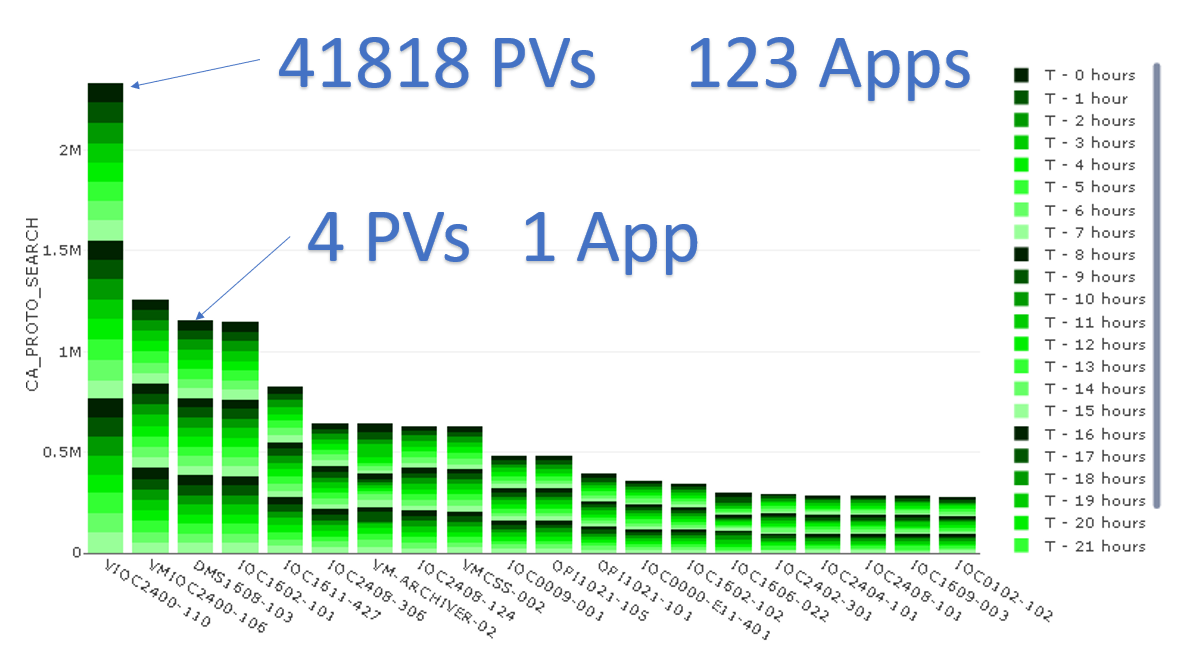 41818 PVs 123 Apps
4 PVs 1 App
CA_PROTO_SEARCH
2M
1.5M
1M
0.5M
0
VIOC2400-110
VMIOC2400-106
DMS1608-103
IOC1602-101
IOC1611-427
IOC2408-306
VM-ARCHIVER-02
IOC2408-124
VMCSS-002
IOC0009-001
OPI1021-105
OPI1021-101
IOC0000-E11-401
IOC1602-102
IOC1606-022
IOC2402-301
IOC2404-101
IOC2408-101
IOC1609-003
IOC0102-102
T - 0 hours
T - 1 hour
T - 2 hours
T - 3 hours
T - 4 hours
T - 5 hours
T - 6 hours
T - 7 hours
T - 8 hours
T - 9 hours
T - 10 hours
T - 11 hours
T - 12 hours
T - 13 hours
T - 14 hours
T - 15 hours
T - 16 hours
T - 17 hours
T - 18 hours
T - 19 hours
T - 20 hours
T - 21 hours